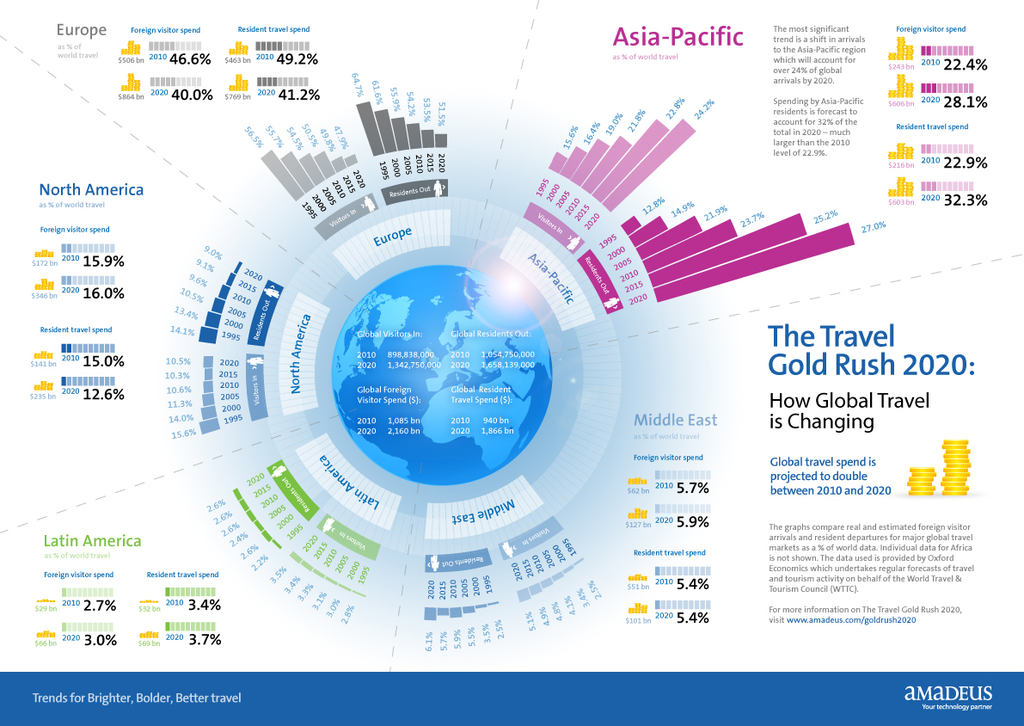 Europe
as % of
world travel
Foreign visitor spend
$506 bn
2010 46.6%
$864 bn
2020 40.0%
Resident travel spend
$463 bn
2010 49.2%
$769 bn
2020 41.2%
56.5%
55.7%
54.5%
50.5%
49.8%
47.9%
1995
2000
2005
2010
2015
2020
Visitors In
64.7%
61.6%
55.9%
54.2%
53.5%
51.5%
1995
2000
2005
2010
2015
2020
Residents Out
Europe
Asia-Pacific
as % of world travel
The most significant
trend is a shift in arrivals
to the Asia-Pacific region
which will account for
over 24% of global
arrivals by 2020.
Spending by Asia-Pacific
residents is forecast to
account for 32% of the
total in 2020 – much
larger than the 2010
level of 22.9%.
Foreign visitor spend
$243 bn
2010 22.4%
$606 bn
2020 28.1%
Resident travel spend
$216 bn
2010 22.9%
$603 bn
2020 32.3%
15.6%
16.4%
19.0%
21.8%
22.8%
24.2%
1995
2000
2005
2010
2015
2020
Visitors In
12.8%
14.9%
21.9%
23.7%
25.2%
27.0%
1995
2000
2005
2010
2015
2020
Residents Out
Asia-Pacific
North America
as % of world travel
Foreign visitor spend
$172 bn
2010 15.9%
$346 bn
2020 16.0%
Resident travel spend
$141 bn
2010 15.0%
$235 bn
2020 12.6%
9.0%
9.1%
9.6%
10.5%
13.4%
14.1%
2020
2015
2010
2005
2000
1995
Residents Out
10.5%
10.3%
10.6%
11.3%
14.0%
15.6%
2020
2015
2010
2005
2000
1995
Visitors In
North America
Global Visitors In:
2010 898,838,000
2020 1,342,750,000
Global Residents Out:
2010 1,054,750,000
2020 1,658,139,000
Global Foreign
Visitor Spend ($):
2010 1,085 bn
2020 2,160 bn
Global Resident
Travel Spend ($):
2010 940 bn
2020 1,866 bn
The Travel
Gold Rush 2020:
How Global Travel
is Changing
Global travel spend is
projected to double
between 2010 and 2020
The graphs compare real and estimated foreign visitor
arrivals and resident departures for major global travel
markets as a % of world data. Individual data for Africa
is not shown. The data used is provided by Oxford
Economics which undertakes regular forecasts of travel
and tourism activity on behalf of the World Travel &
Tourism Council (WTTC).
For more information on The Travel Gold Rush 2020,
visit www.amadeus.com/goldrush2020
Middle East
as % of world travel
Foreign visitor spend
$62 bn
2010 5.7%
$127 bn
2020 5.9%
Resident travel spend
$51 bn
2010 5.4%
$101 bn
2020 5.4%
Middle East
Residents Out
2020
2015
2010
2005
2000
1995
6.1%
5.7%
5.9%
5.5%
3.5%
2.5%
Visitors In
2020
2015
2010
2005
2000
1995
5.1%
4.9%
4.8%
4.1%
3%
2.5%
Latin America
as % of world travel
Foreign visitor spend
$29 bn
2010 2.7%
$66 bn
2020 3.0%
Resident travel spend
$32 bn
2010 3.4%
$69 bn
2020 3.7%
Latin America
Residents Out
2020
2015
2010
2005
2000
1995
2.6%
2.6%
2.6%
2.4%
2.6%
2.2%
Visitors In
2020
2015
2010
2005
2000
1995
3.5%
3.4%
3.3%
3.1%
3.0%
2.8%
Trends for Brighter, Bolder, Better travel
amadeus
Your technology partner